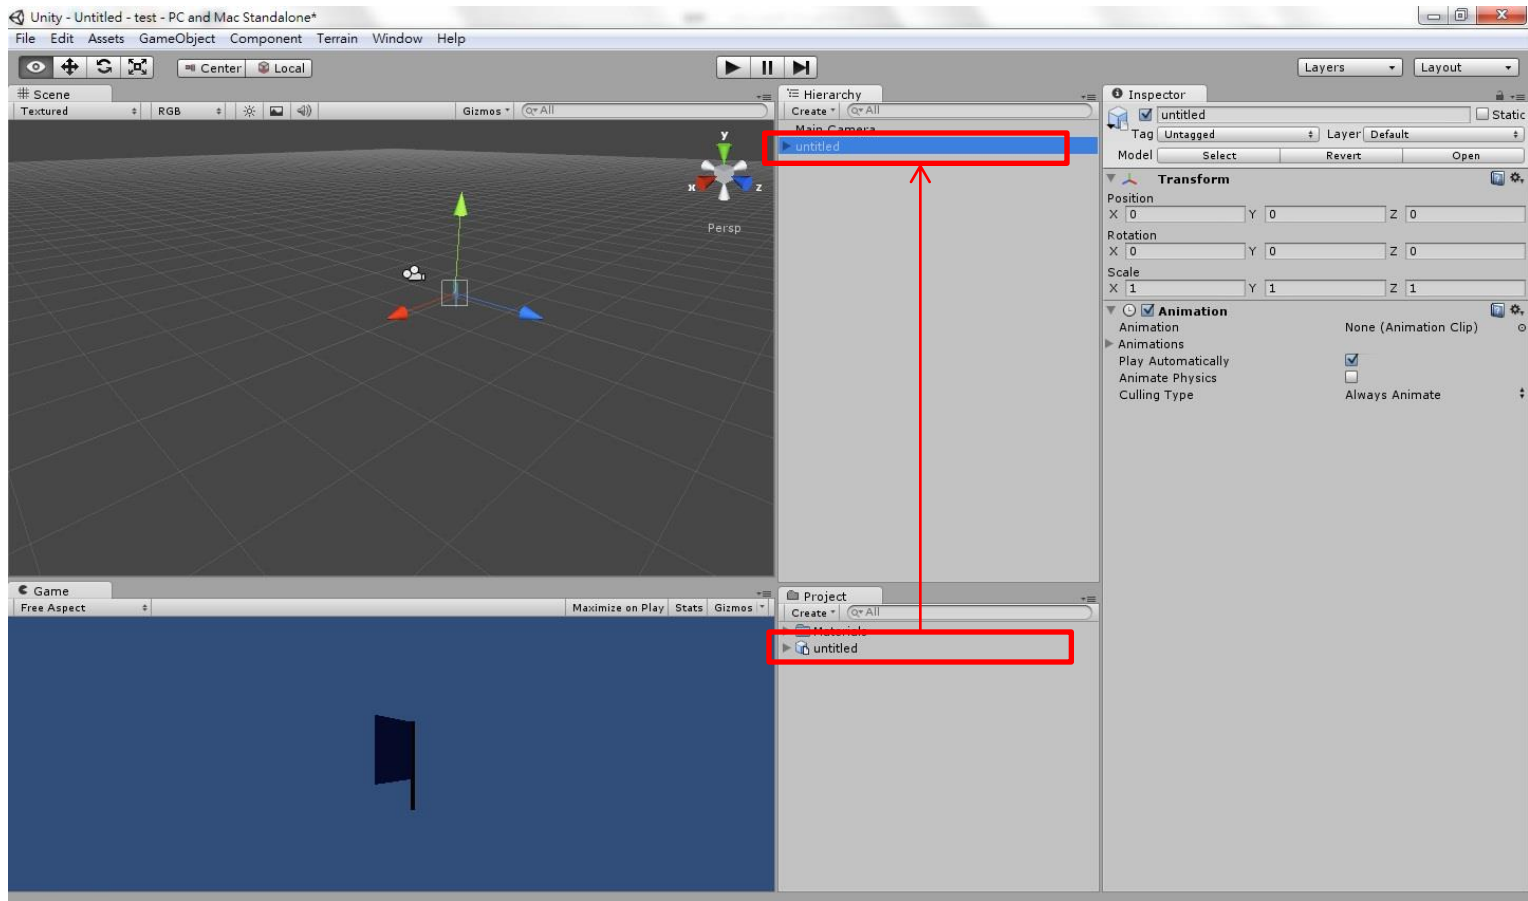 Unity - Untitled - test - PC and Mac Standalone*
File Edit Assets GameObject Component Terrain Window Help
Center Local
Layers Layout
Scene
Textured RGB Gizmos All
y
x z
Persp
Hierarchy
Create All
Main Camera
untitled
Inspector
untitled Static
Tag Untagged Layer Default
Model Select Revert Open
Transform
Position
X 0 Y 0 Z 0
Rotation
X 0 Y 0 Z 0
Scale
X 1 Y 1 Z 1
Animation
Animation None (Animation Clip)
Animations
Play Automatically
Animate Physics
Culling Type Always Animate
Game
Free Aspect Maximize on Play Stats Gizmos
Project
Create All
Materials
untitled